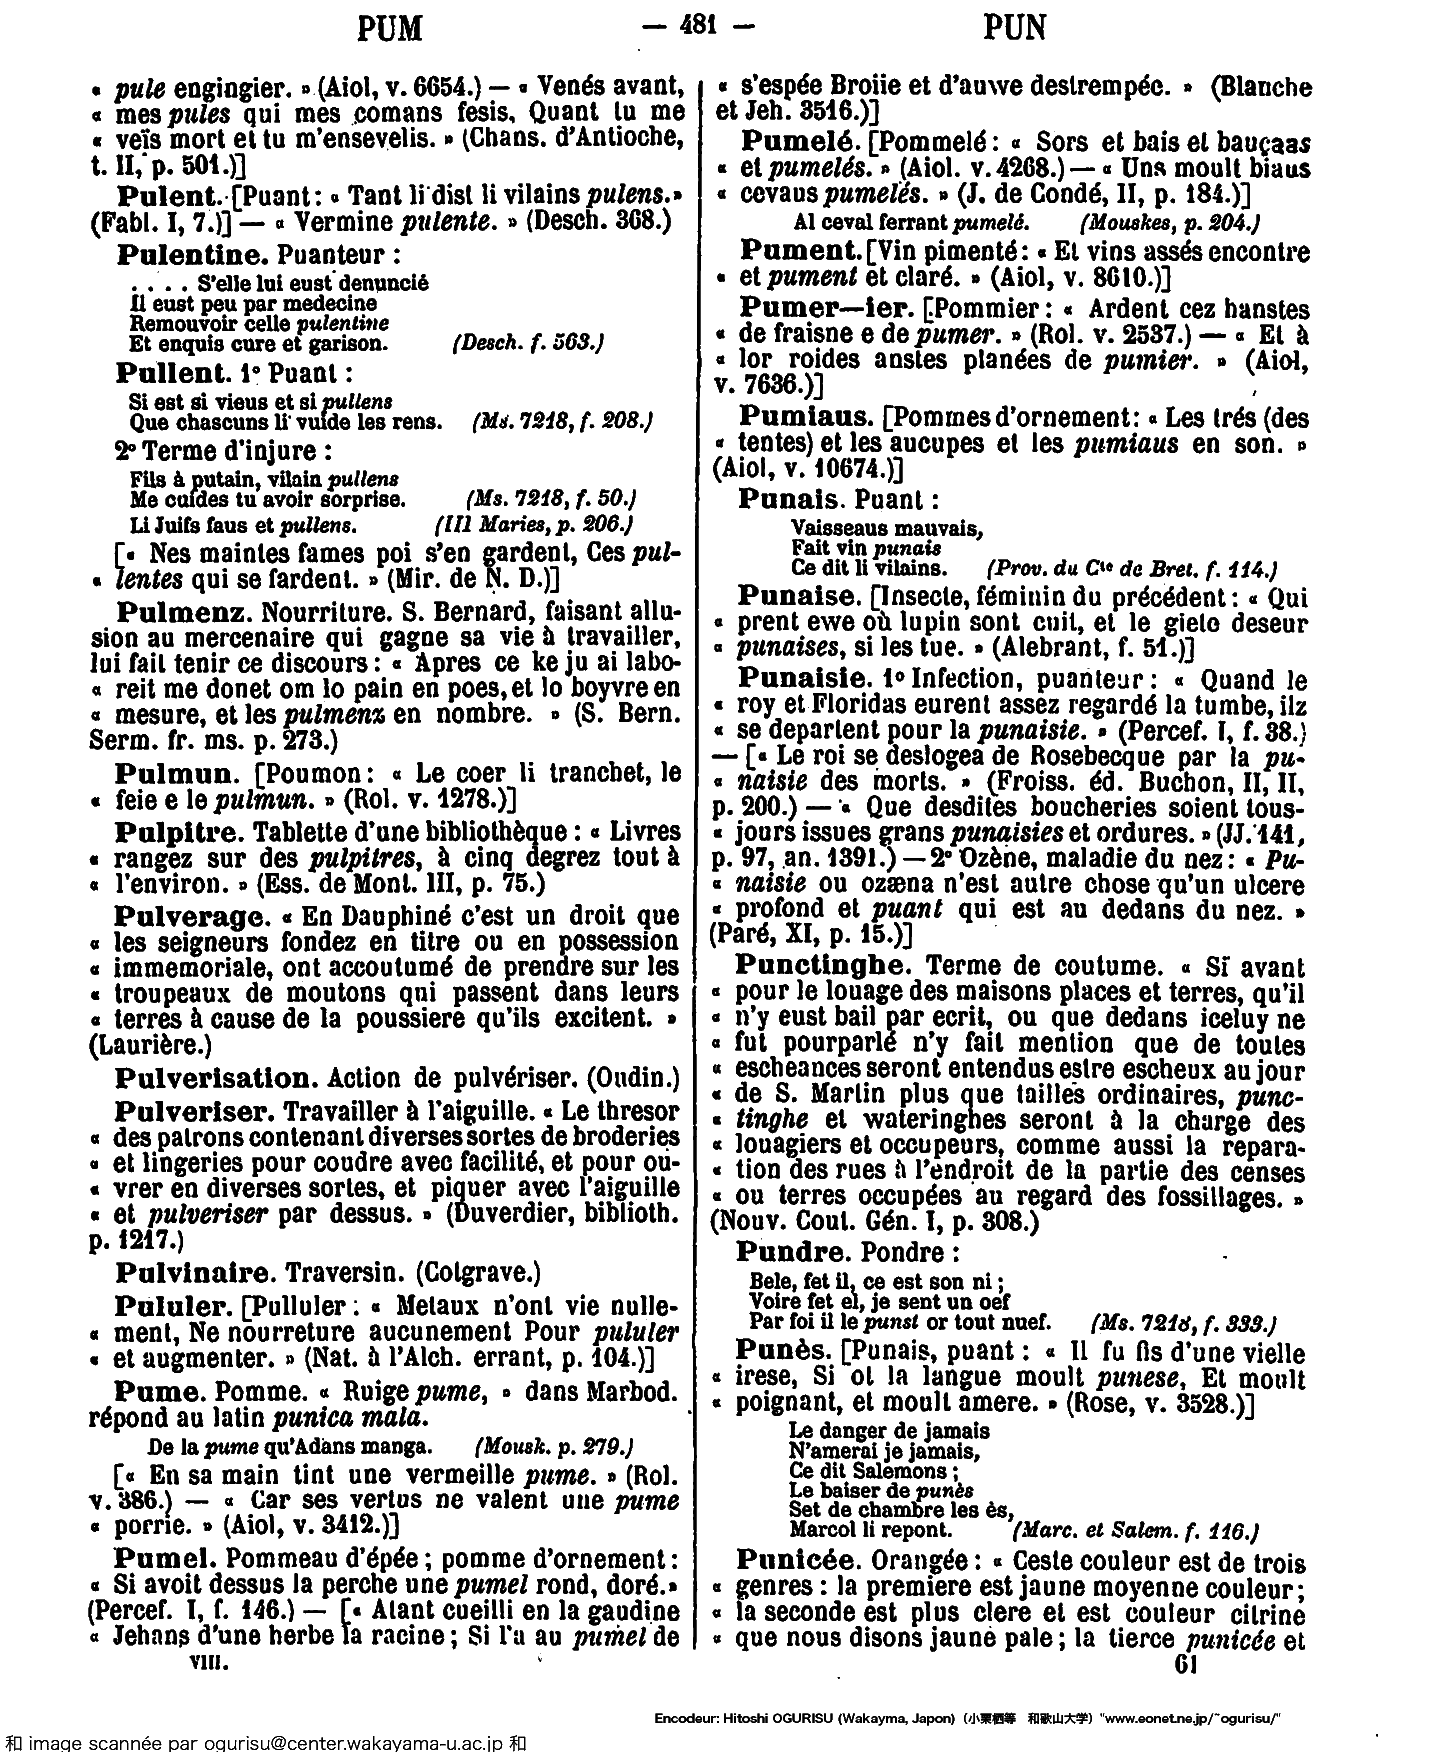 PUM — 481 — PUN
« pule engingier. » (Aiol, v. 6654.) — « Venés avant,
« mes pules qui mes comans fesis, Quant tu me
« veïs mort et tu m'ensevelis. » (Chans. d'Antioche,
t. II, p. 501.)]
Pulent. [Puant : « Tant li dist li vilains pulens. »
(Fabl. I, 7.)] — « Vermine pulente. » (Desch. 368.)
Pulentine. Puanteur :
. . . . S'elle lui eust denuncié
Il eust peu par medecine
Remouvoir celle pulentine
Et enquis cure et garison. (Desch. f. 563.)
Pullent. 1° Puant :
Si est si vieus et si pullens
Que chascuns li vuide les rens. (Ms. 7218, f. 208.)
2° Terme d'injure :
Fils à putain, vilain pullens
Me cuides tu avoir sorprise. (Ms. 7218, f. 50.)
Li Juifs faus et pullens. (III Maries, p. 206.)
[« Nes maintes fames poi s'en gardent, Ces pul-
« lentes qui se fardent. » (Mir. de N. D.)]
Pulmenz. Nourriture. S. Bernard, faisant allu-
sion au mercenaire qui gagne sa vie à travailler,
lui fait tenir ce discours : « Apres ce ke ju ai labo-
« reit me donet om lo pain en poes, et lo boyvre en
« mesure, et les pulmenz en nombre. » (S. Bern.
Serm. fr. ms. p. 273.)
Pulmun. [Poumon : « Le coer li tranchet, le
« feie e le pulmun. » (Rol. v. 1278.)]
Pulpitre. Tablette d'une bibliothèque : « Livres
« rangez sur des pulpitres, à cinq degrez tout à
« l'environ. » (Ess. de Mont. III, p. 75.)
Pulverage. « En Dauphiné c'est un droit que
« les seigneurs fondez en titre ou en possession
« immemoriale, ont accoutumé de prendre sur les
« troupeaux de moutons qui passent dans leurs
« terres à cause de la poussiere qu'ils excitent. »
(Laurière.)
Pulverisation. Action de pulvériser. (Oudin.)
Pulveriser. Travailler à l'aiguille. « Le thresor
« des patrons contenant diverses sortes de broderies
« et lingeries pour coudre avec facilité, et pour ou-
« vrer en diverses sortes, et piquer avec l'aiguille
« et pulveriser par dessus. » (Duverdier, biblioth.
p. 1217.)
Pulvinaire. Traversin. (Cotgrave.)
Pululer. [Pulluler : « Metaux n'ont vie nulle-
« ment, Ne nourreture aucunement Pour pululer
« et augmenter. » (Nat. à l'Alch. errant, p. 104.)]
Pume. Pomme. « Ruige pume, » dans Marbod.
répond au latin punica mala.
De la pume qu'Adans manga. (Mousk. p. 279.)
[« En sa main tint une vermeille pume. » (Rol.
v. 386.) — « Car ses vertus ne valent une pume
« porrie. » (Aiol, v. 3412.)]
Pumel. Pommeau d'épée ; pomme d'ornement :
« Si avoit dessus la perche une pumel rond, doré. »
(Percef. I, f. 146.) — [« Atant cueilli en la gaudine
« Jehans d'une herbe la racine ; Si l'a au pumel de
VIII.
« s'espée Broiie et d'auwe destrempée. » (Blanche
et Jeh. 3516.)]
Pumelé. [Pommelé : « Sors et bais et bauçaas
« et pumelés. » (Aiol. v. 4268.) — « Uns moult biaus
« cevaus pumelés. » (J. de Condé, II, p. 184.)]
Al ceval ferrant pumelé. (Mouskes, p. 204.)
Pument. [Vin pimenté : « Et vins assés encontre
« et pument et claré. » (Aiol, v. 8610.)]
Pumer—ier. [Pommier : « Ardent cez hanstes
« de fraisne e de pumer. » (Rol. v. 2537.) — « Et à
« lor roides anstes planées de pumier. » (Aiol,
v. 7636.)]
Pumiaus. [Pommes d'ornement : « Les trés (des
« tentes) et les aucupes et les pumiaus en son. »
(Aiol, v. 10674.)]
Punais. Puant :
Vaisseaus mauvais,
Fait vin punais
Ce dit li vilains. (Prov. du Cte de Bret. f. 114.)
Punaise. [Insecte, féminin du précédent : « Qui
« prent ewe où lupin sont cuit, et le gieto deseur
« punaises, si les tue. » (Alebrant, f. 51.)]
Punaisie. 1° Infection, puanteur : « Quand le
« roy et Floridas eurent assez regardé la tumbe, ilz
« se departent pour la punaisie. » (Percef. I, f. 38.)
— [« Le roi se deslogea de Rosebecque par la pu-
« naisie des morts. » (Froiss. éd. Buchon, II, II,
p. 200.) — « Que desdites boucheries soient tous-
« jours issues grans punaisies et ordures. » (JJ. 141,
p. 97, an. 1391.) — 2° Ozène, maladie du nez : « Pu-
« naisie ou ozæna n'est autre chose qu'un ulcere
« profond et puant qui est au dedans du nez. »
(Paré, XI, p. 15.)]
Punctinghe. Terme de coutume. « Si avant
« pour le louage des maisons places et terres, qu'il
« n'y eust bail par ecrit, ou que dedans iceluy ne
« fut pourparlé n'y fait mention que de toutes
« escheances seront entendus estre escheux au jour
« de S. Martin plus que tailles ordinaires, punc-
« tinghe et wateringhes seront à la charge des
« louagiers et occupeurs, comme aussi la repara-
« tion des rues à l'endroit de la partie des censes
« ou terres occupées au regard des fossillages. »
(Nouv. Cout. Gén. I, p. 308.)
Pundre. Pondre :
Bele, fet il, ce est son ni ;
Voire fet el, je sent un oef
Par foi il le punst or tout nuef. (Ms. 7218, f. 333.)
Punès. [Punais, puant : « Il fu fis d'une vielle
« irese, Si ot la langue moult punese, Et moult
« poignant, et moult amere. » (Rose, v. 3528.)]
Le danger de jamais
N'amerai je jamais,
Ce dit Salemons ;
Le baiser de punès
Set de chambre les ès,
Marcol li repont. (Marc. et Salem. f. 116.)
Punicée. Orangée : « Ceste couleur est de trois
« genres : la premiere est jaune moyenne couleur ;
« la seconde est plus clere et est couleur citrine
« que nous disons jaune pale ; la tierce punicée et
61
Encodeur: Hitoshi OGURISU (Wakayma, Japon)（小栗栖等 和歌山大学）"www.eonet.ne.jp/~ogurisu/"
和 image scannée par ogurisu@center.wakayama-u.ac.jp 和